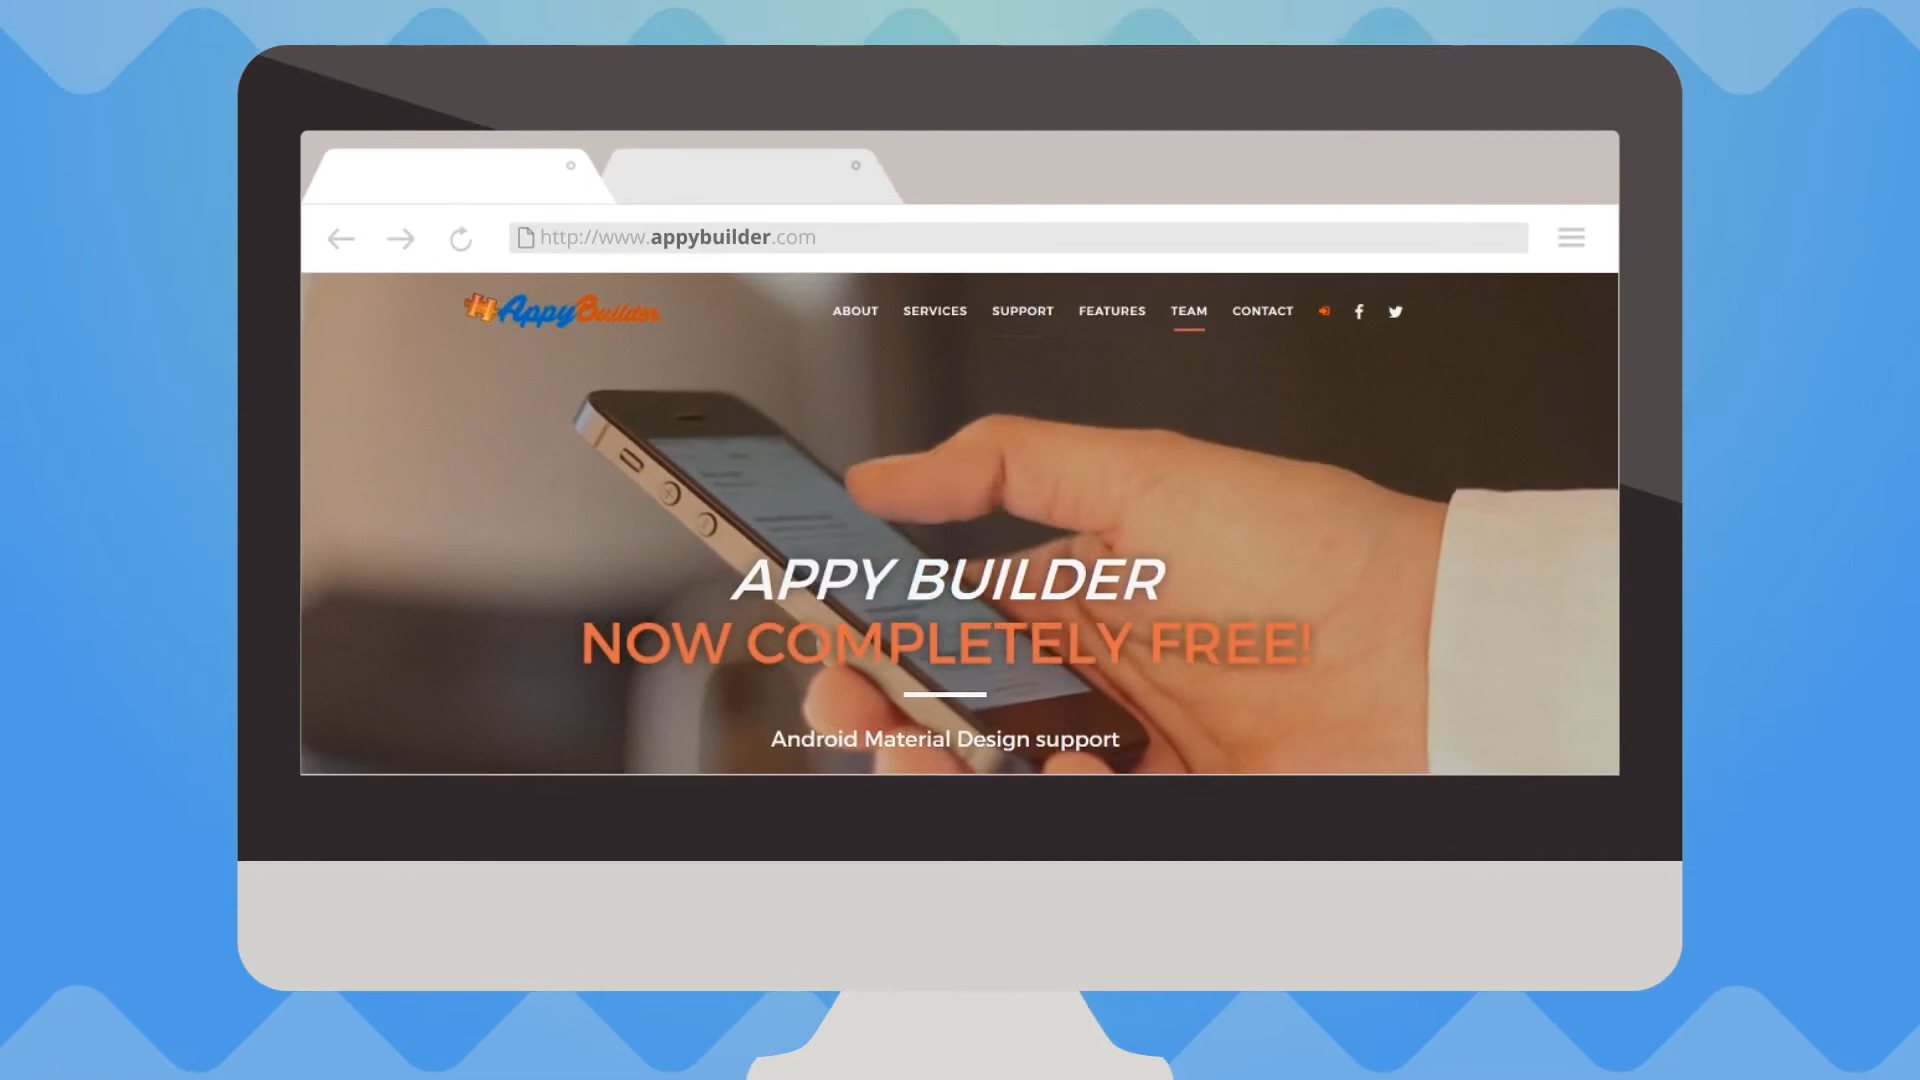 http://www.appybuilder.com
AppyBuilder
ABOUT SERVICES SUPPORT FEATURES TEAM CONTACT
APPY BUILDER
NOW COMPLETELY FREE!
Android Material Design support